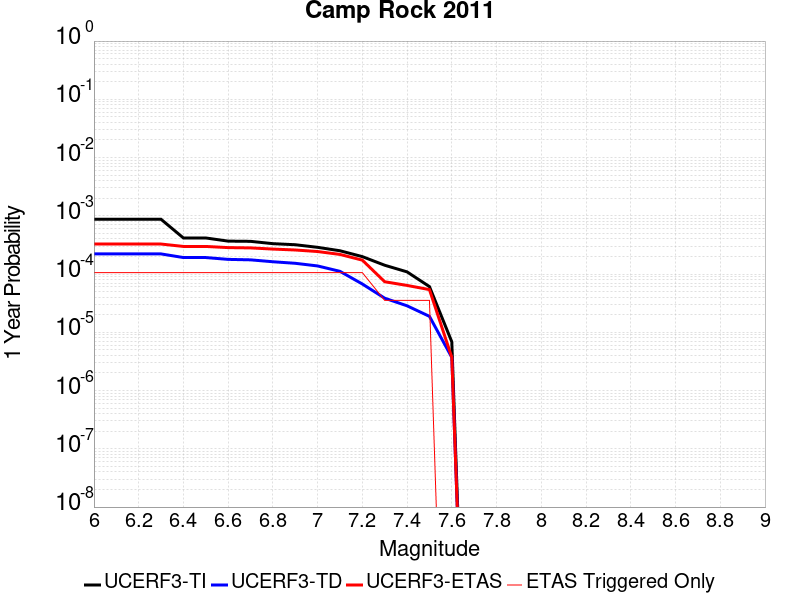 Camp Rock 2011
10^0
10^-1
10^-2
10^-3
10^-4
10^-5
10^-6
10^-7
10^-8
1 Year Probability
6 6.2 6.4 6.6 6.8 7 7.2 7.4 7.6 7.8 8 8.2 8.4 8.6 8.8 9
Magnitude
UCERF3-TI UCERF3-TD UCERF3-ETAS ETAS Triggered Only